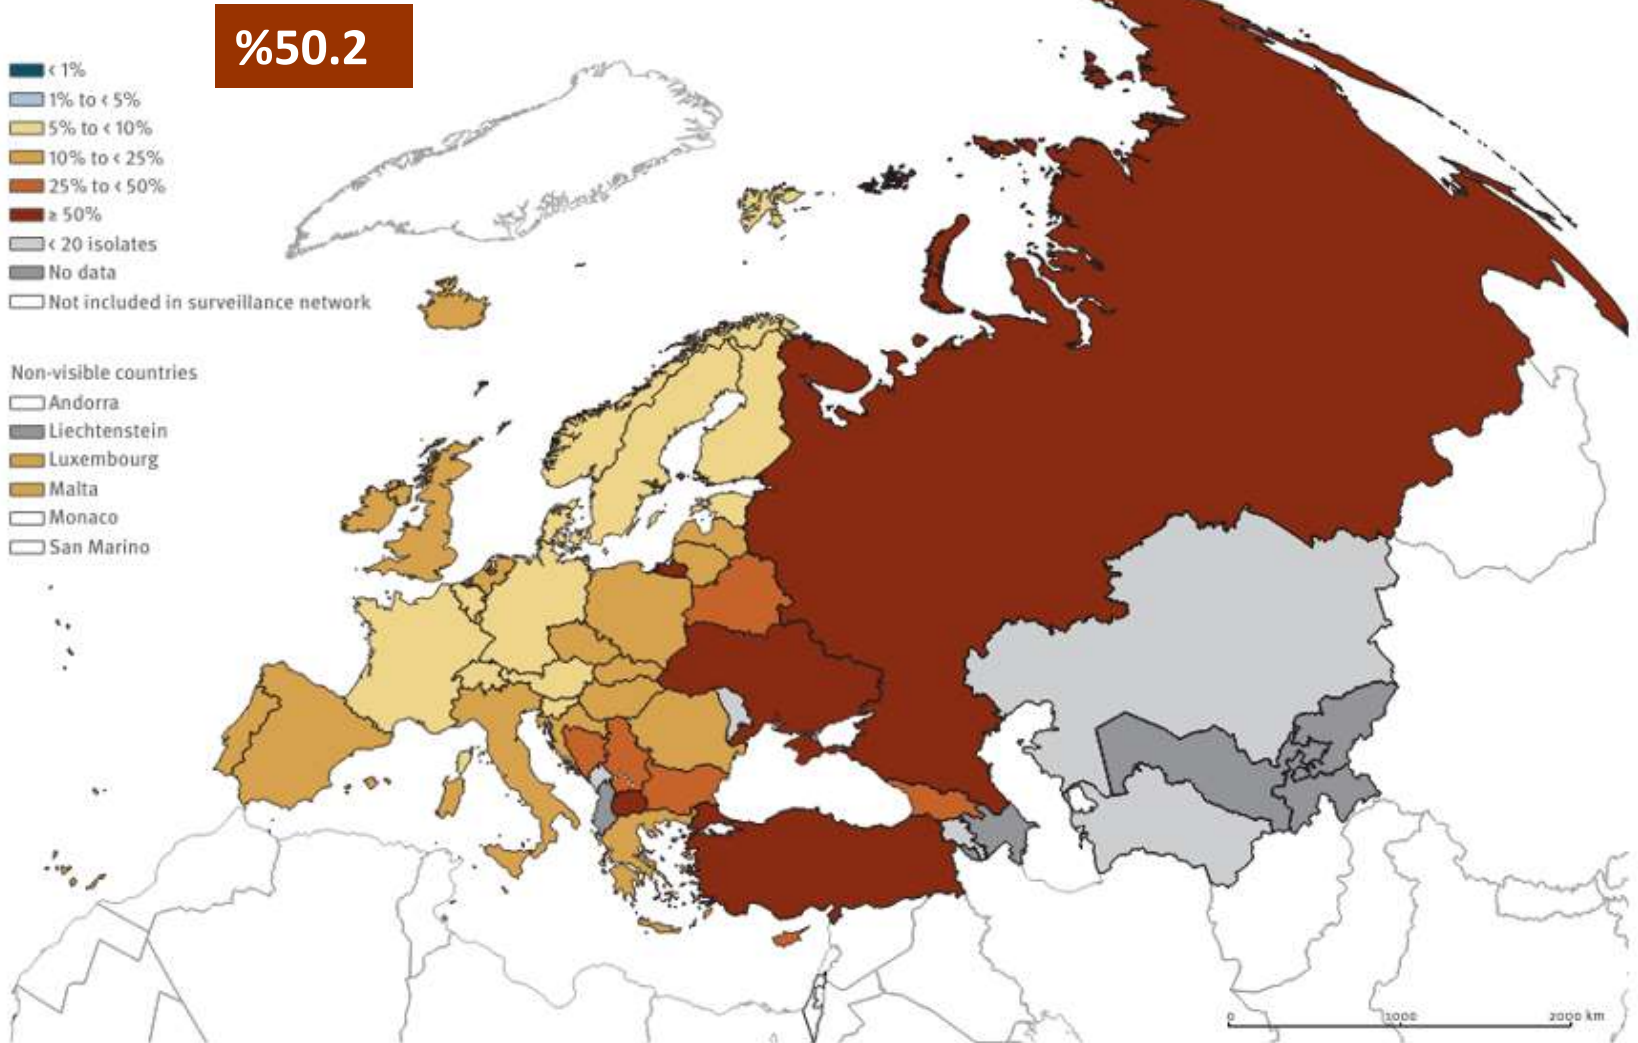 %50.2
< 1%
1% to < 5%
5% to < 10%
10% to < 25%
25% to < 50%
≥ 50%
< 20 isolates
No data
Not included in surveillance network
Non-visible countries
Andorra
Liechtenstein
Luxembourg
Malta
Monaco
San Marino
0 1000 2000 km